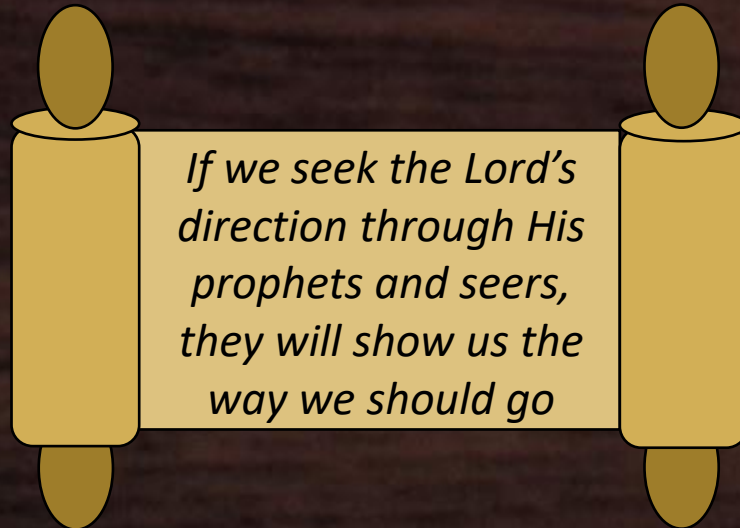 If we seek the Lord’s
direction through His
prophets and seers,
they will show us the
way we should go